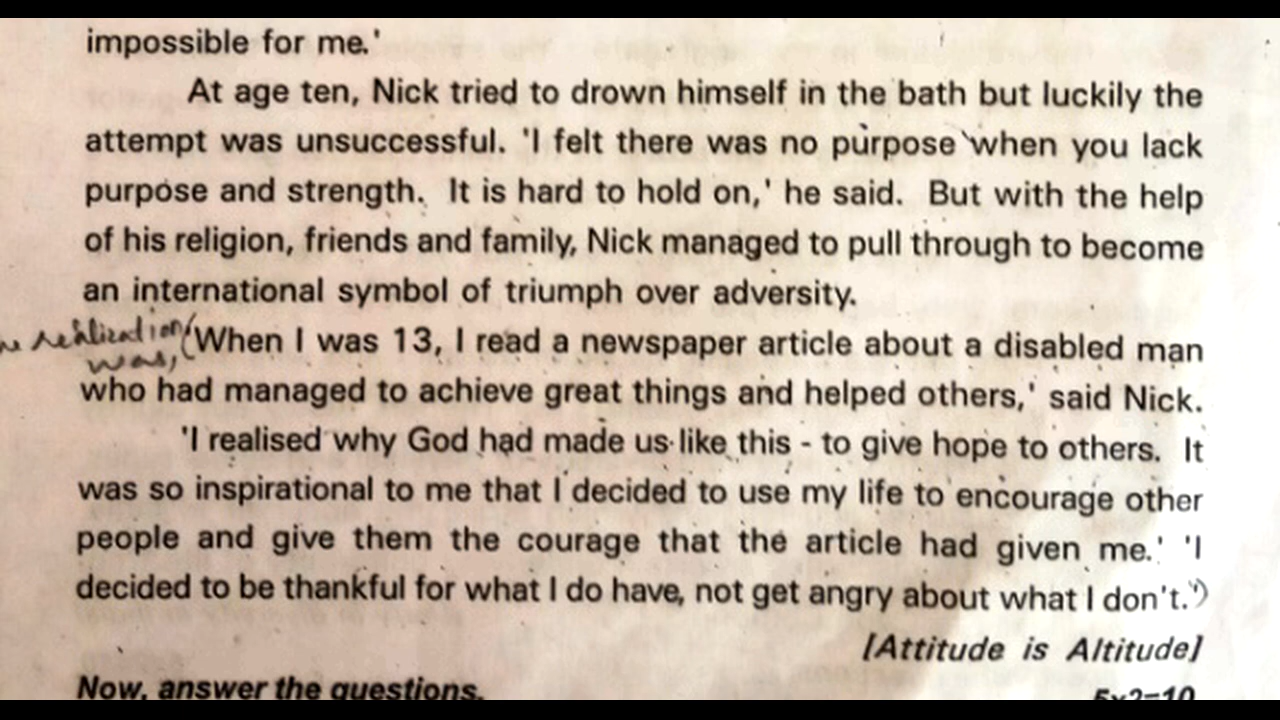 impossible for me.'
At age ten, Nick tried to drown himself in the bath but luckily the
attempt was unsuccessful. 'I felt there was no purpose when you lack
purpose and strength. It is hard to hold on,' he said. But with the help
of his religion, friends and family, Nick managed to pull through to become
an international symbol of triumph over adversity.
realization was, 'When I was 13, I read a newspaper article about a disabled man
who had managed to achieve great things and helped others,' said Nick.
'I realised why God had made us like this - to give hope to others. It
was so inspirational to me that I decided to use my life to encourage other
people and give them the courage that the article had given me.' 'I
decided to be thankful for what I do have, not get angry about what I don't.')
[Attitude is Altitude]
Now, answer the questions. 5x2=10